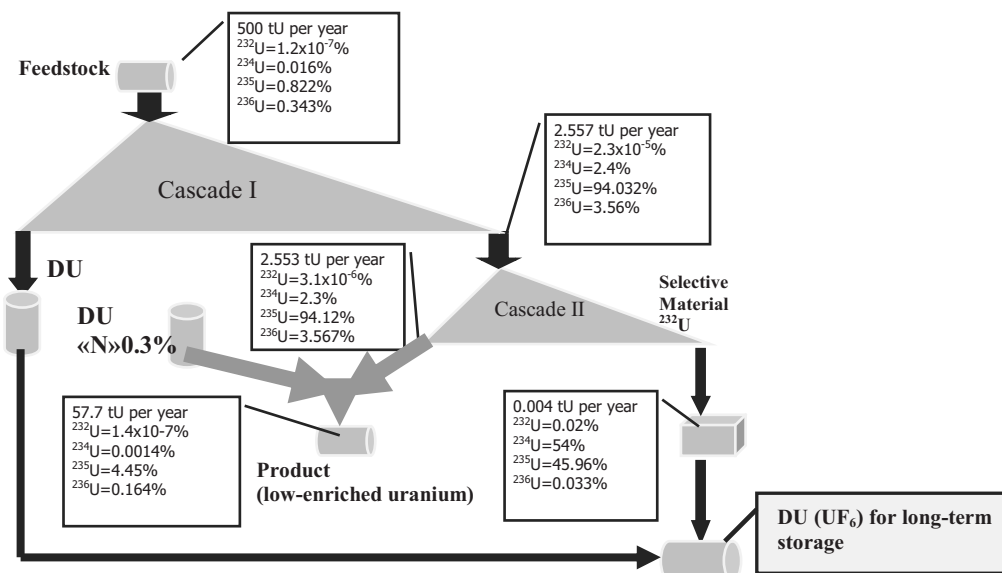 500 tU per year
²³²U=1.2x10⁻⁷%
²³⁴U=0.016%
²³⁵U=0.822%
²³⁶U=0.343%
Feedstock
2.557 tU per year
²³²U=2.3x10⁻⁵%
²³⁴U=2.4%
²³⁵U=94.032%
²³⁶U=3.56%
Cascade I
DU
2.553 tU per year
²³²U=3.1x10⁻⁶%
²³⁴U=2.3%
²³⁵U=94.12%
²³⁶U=3.567%
Cascade II
Selective
Material
²³²U
DU
«N»0.3%
57.7 tU per year
²³²U=1.4x10-7%
²³⁴U=0.0014%
²³⁵U=4.45%
²³⁶U=0.164%
0.004 tU per year
²³²U=0.02%
²³⁴U=54%
²³⁵U=45.96%
²³⁶U=0.033%
Product
(low-enriched uranium)
DU (UF₆) for long-term
storage